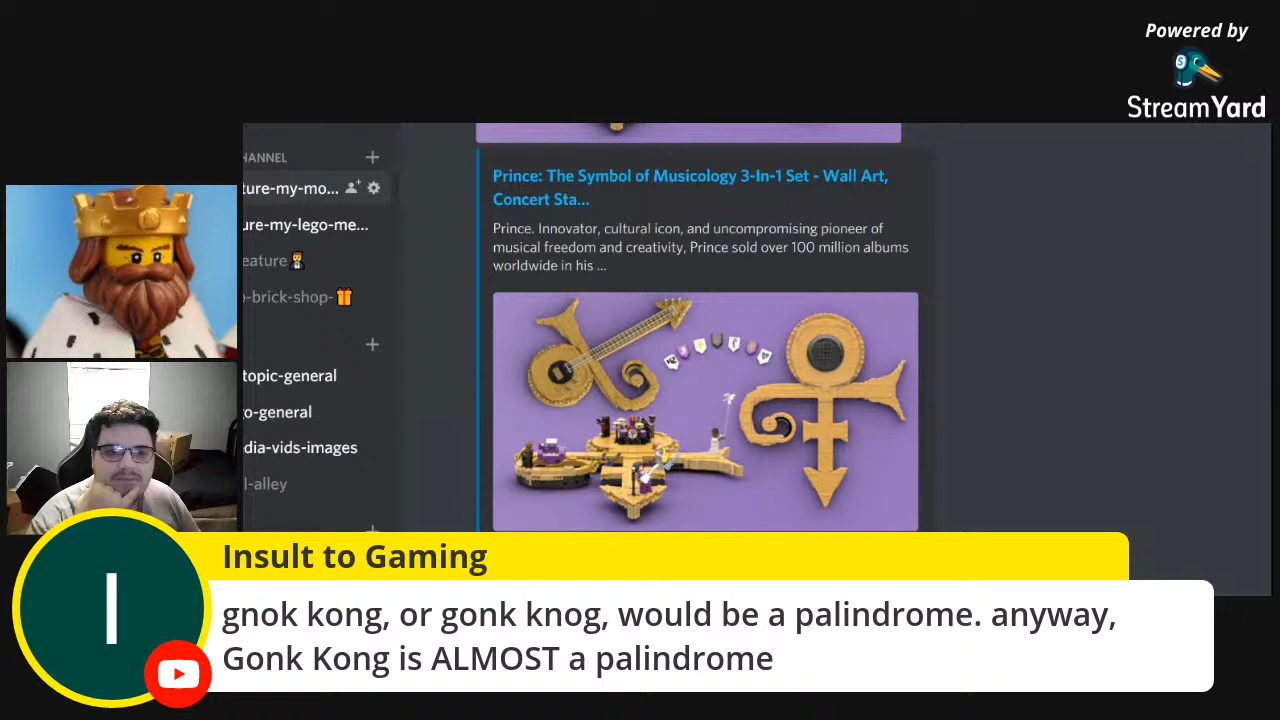 Powered by
StreamYard
HANNEL
ture-my-mo...
ure-my-lego-me...
eature
o-brick-shop-
topic-general
o-general
dia-vids-images
l-alley
Prince: The Symbol of Musicology 3-In-1 Set - Wall Art,
Concert Sta...
Prince. Innovator, cultural icon, and uncompromising pioneer of
musical freedom and creativity, Prince sold over 100 million albums
worldwide in his ...
I
Insult to Gaming
gnok kong, or gonk knog, would be a palindrome. anyway,
Gonk Kong is ALMOST a palindrome